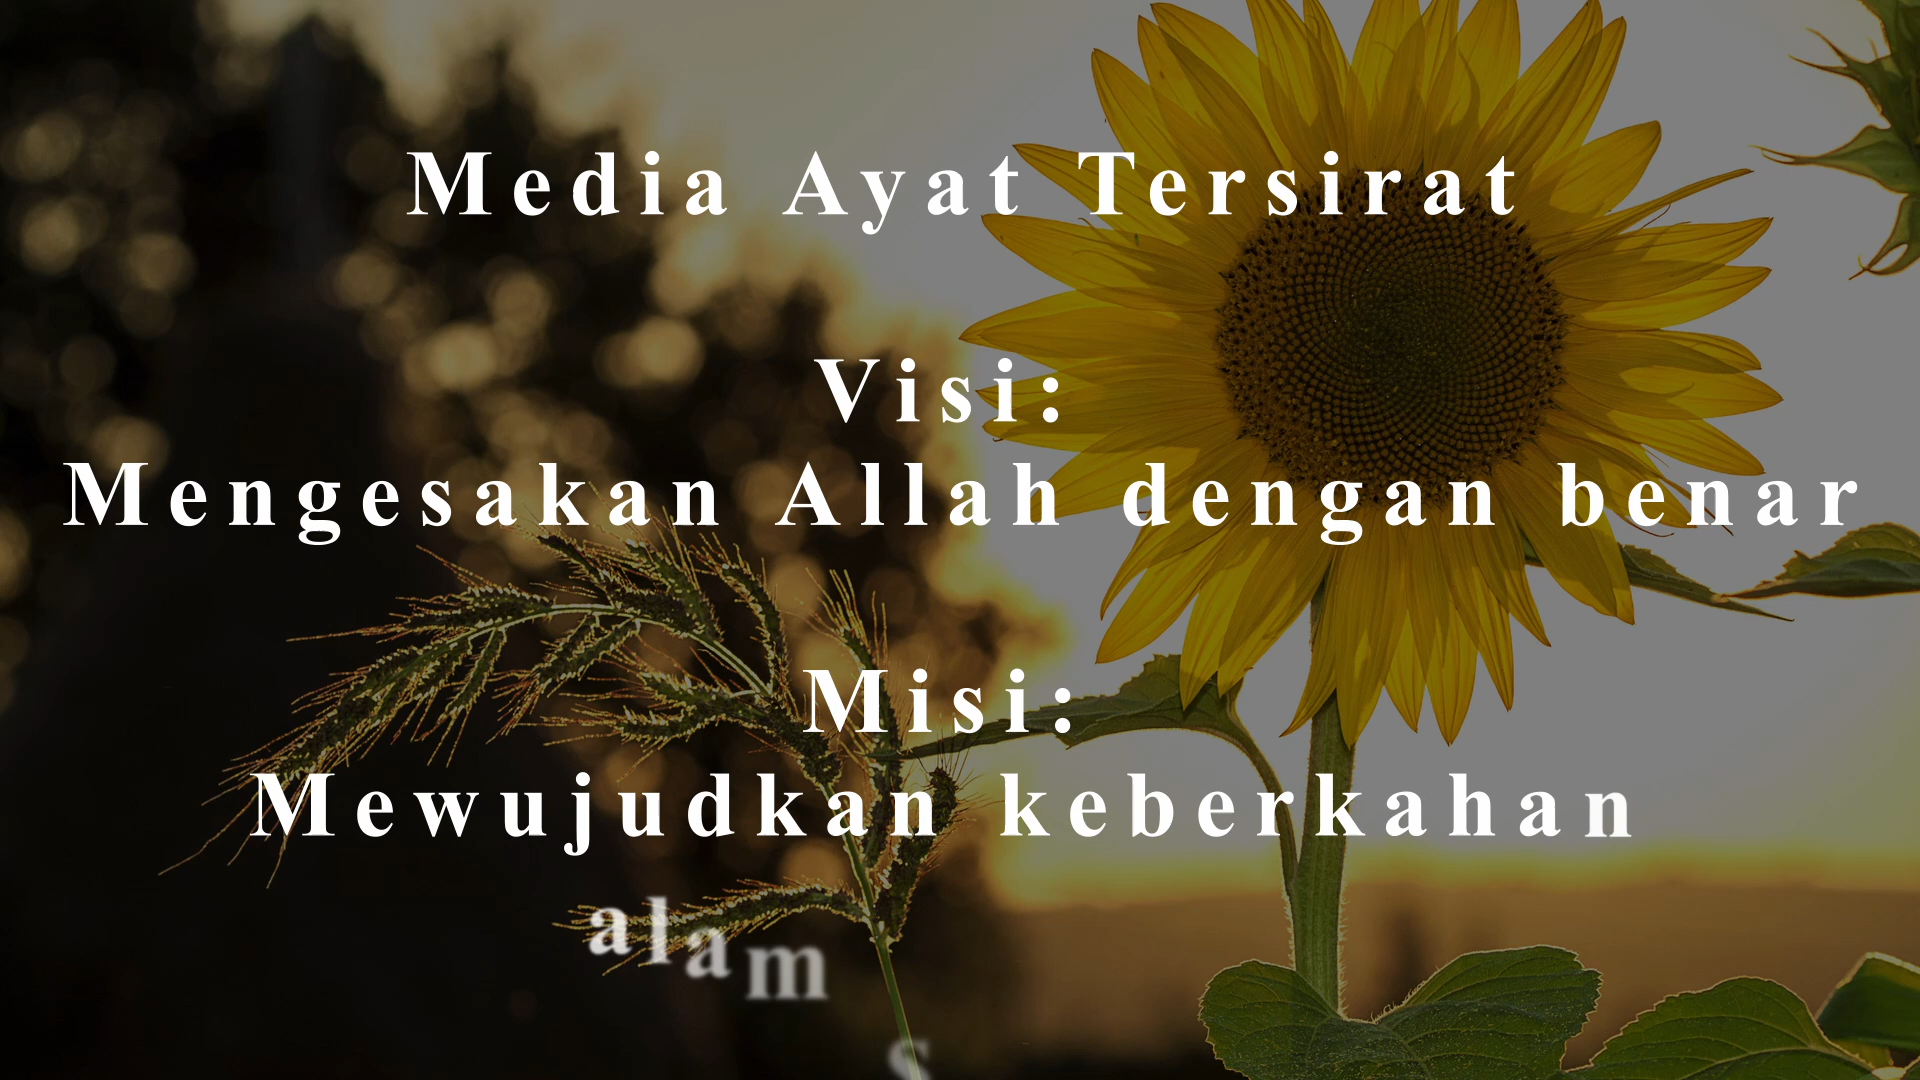 Media Ayat Tersirat
Visi:
Mengesakan Allah dengan benar
Misi:
Mewujudkan keberkahan
alam